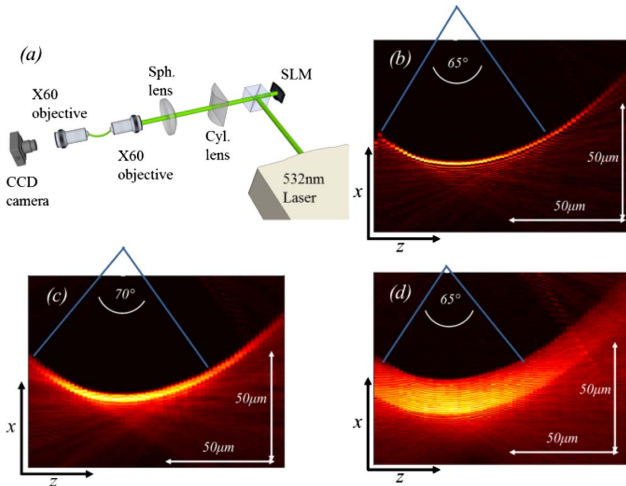 (a)
Sph.
lens
SLM
X60
objective
X60
objective
Cyl.
lens
CCD
camera
532nm
Laser
(b)
65°
50μm
50μm
x
z
(c)
70°
50μm
50μm
x
z
(d)
65°
50μm
50μm
x
z